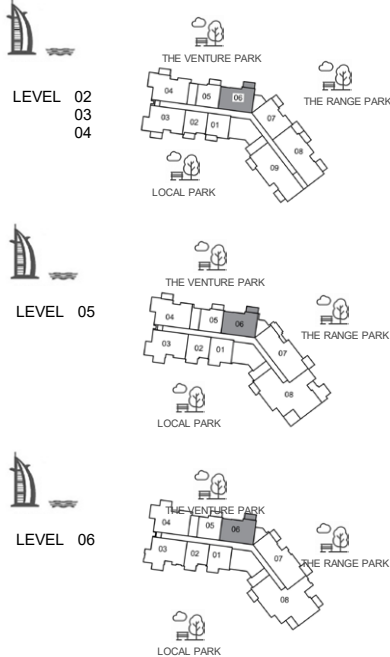 THE VENTURE PARK
LEVEL 02
03
04
THE RANGE PARK
04
05
06
07
03
02
01
08
09
LOCAL PARK
THE VENTURE PARK
LEVEL 05
04
05
06
THE RANGE PARK
03
02
01
07
08
LOCAL PARK
THE VENTURE PARK
LEVEL 06
04
05
06
THE RANGE PARK
03
02
01
07
08
LOCAL PARK